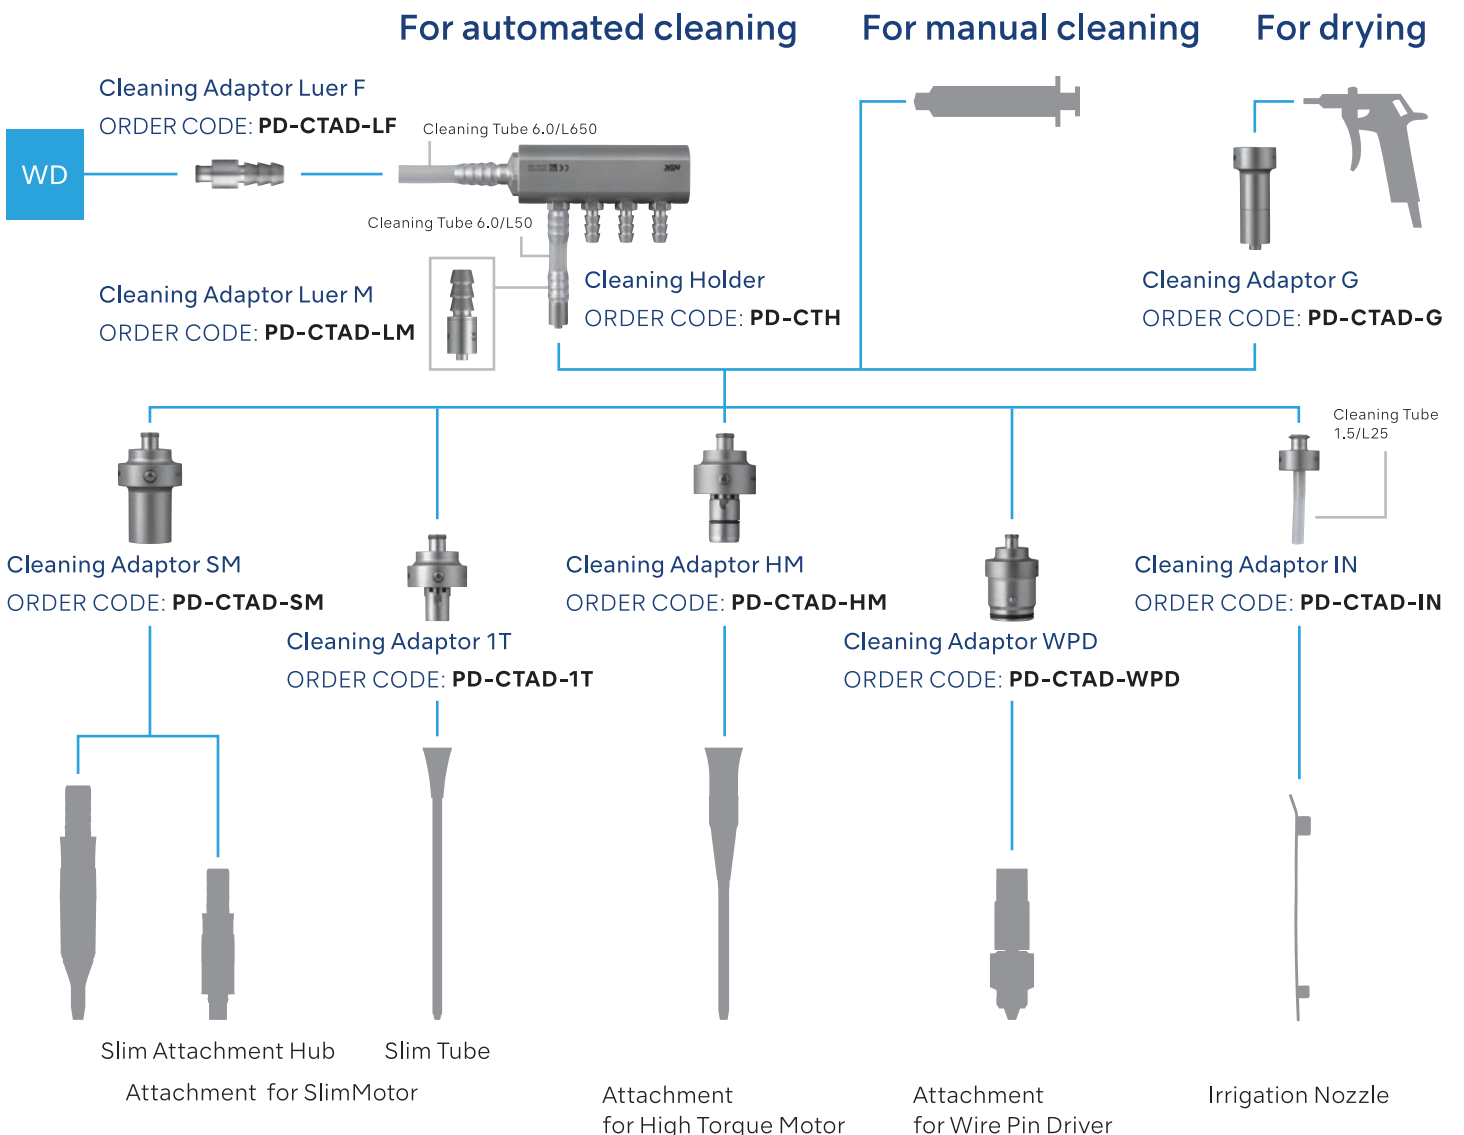 For automated cleaning
For manual cleaning
For drying
Cleaning Adaptor Luer F
ORDER CODE: PD-CTAD-LF
WD
Cleaning Tube 6.0/L650
NSK
Cleaning Tube 6.0/L50
Cleaning Adaptor Luer M
ORDER CODE: PD-CTAD-LM
Cleaning Holder
ORDER CODE: PD-CTH
Cleaning Adaptor G
ORDER CODE: PD-CTAD-G
Cleaning Tube
1.5/L25
Cleaning Adaptor SM
ORDER CODE: PD-CTAD-SM
Cleaning Adaptor 1T
ORDER CODE: PD-CTAD-1T
Cleaning Adaptor HM
ORDER CODE: PD-CTAD-HM
Cleaning Adaptor WPD
ORDER CODE: PD-CTAD-WPD
Cleaning Adaptor IN
ORDER CODE: PD-CTAD-IN
Slim Attachment Hub
Slim Tube
Attachment for SlimMotor
Attachment
for High Torque Motor
Attachment
for Wire Pin Driver
Irrigation Nozzle